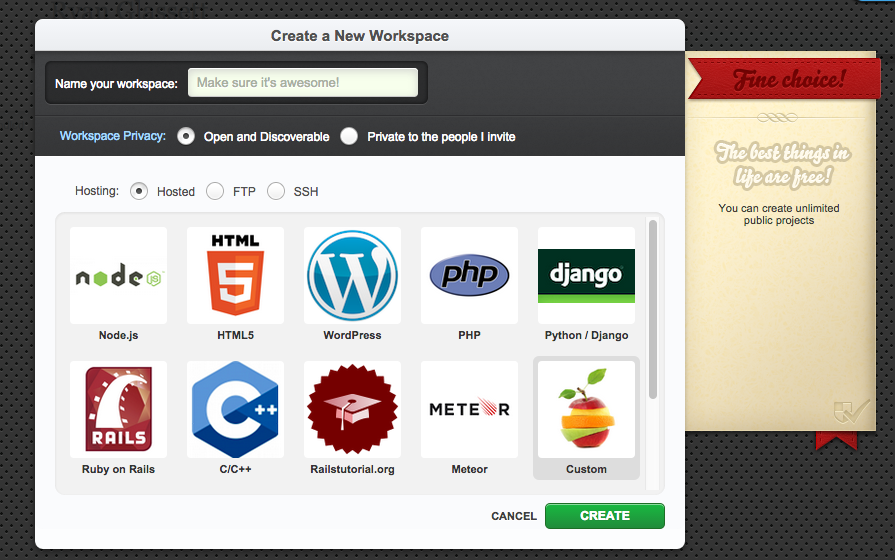 Create a New Workspace
Name your workspace: Make sure it's awesome!
Workspace Privacy: Open and Discoverable Private to the people I invite
Hosting: Hosted FTP SSH
node JS
HTML
5
W
php
django
Node.js HTML5 WordPress PHP Python / Django
RAILS
C++
METEOR
Ruby on Rails C/C++ Railstutorial.org Meteor Custom
CANCEL CREATE
Fine choice!
The best things in
life are free!
You can create unlimited
public projects